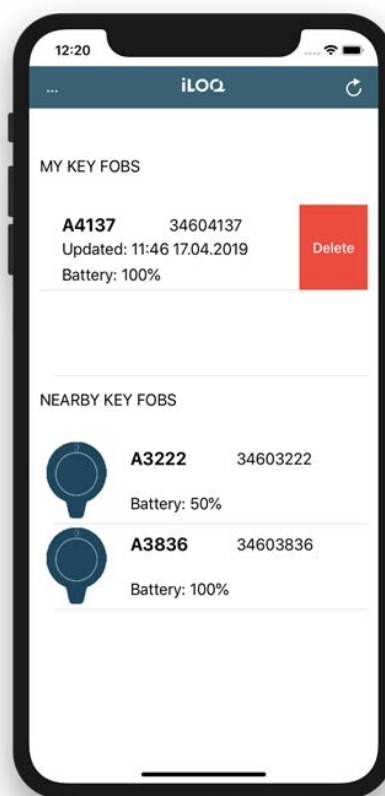 12:20
... iLOQ
MY KEY FOBS
A4137 34604137
Updated: 11:46 17.04.2019
Battery: 100%
Delete
NEARBY KEY FOBS
A3222 34603222
Battery: 50%
A3836 34603836
Battery: 100%